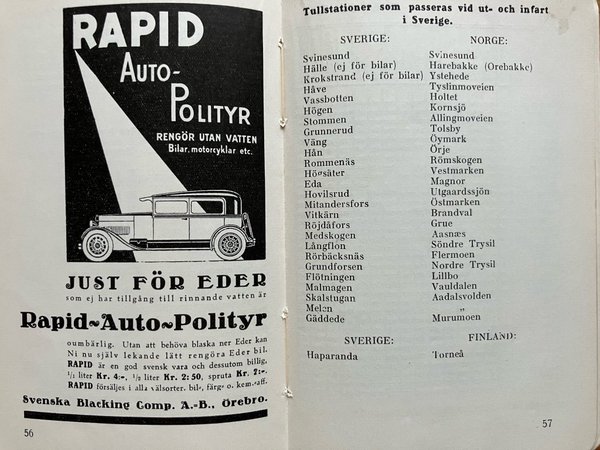 RAPID
AUTO-
POLITYR
RENGÖR UTAN VATTEN
Bilar, motorcyklar etc.
JUST FÖR EDER
som ej har tillgång till rinnande vatten är
Rapid-Auto-Polityr
oumbärlig. Utan att behöva blaska ner Eder kan
Ni nu själv lekande lätt rengöra Eder bil.
RAPID är en god svensk vara och dessutom billig.
1/1 liter Kr. 4:-, 1/2 liter Kr. 2:50, spruta Kr. 7:-.
RAPID försäljes i alla välsorter. bil-, färg- o. kem.-aff.
Svenska Blacking Comp. A.-B., Örebro.
56
Tullstationer som passeras vid ut- och infart
i Sverige.
SVERIGE: NORGE:
Svinesund Svinesund
Hälle (ej för bilar) Harebakke (Orebakke)
Krokstrand (ej för bilar) Ystehede
Håve Tyslinmoveien
Vassbotten Holtet
Högen Kornsjö
Stommen Allingmoveien
Grunnerud Tolsby
Väng Öymark
Hån Örje
Rommenäs Römskogen
Högsäter Vestmarken
Eda Magnor
Hovilsrud Utgaardssjön
Mitandersfors Östmarken
Vitkärn Brandval
Röjdåfors Grue
Medskogen Aasnæs
Långflon Söndre Trysil
Rörbäcksnäs Flermoen
Grundforsen Nordre Trysil
Flötningen Lillbo
Malmagen Vauldalen
Skalstugan Aadalsvolden
Melen „
Gäddede Murumoen
SVERIGE: FINLAND:
Haparanda Torneå
57